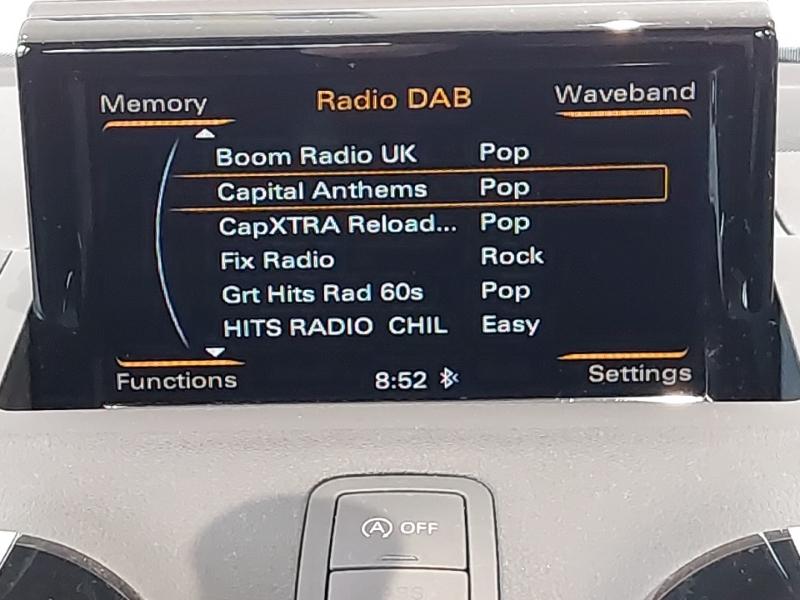 Memory Radio DAB Waveband
Boom Radio UK Pop
Capital Anthems Pop
CapXTRA Reload... Pop
Fix Radio Rock
Grt Hits Rad 60s Pop
HITS RADIO CHIL Easy
Functions 8:52 Settings
A OFF